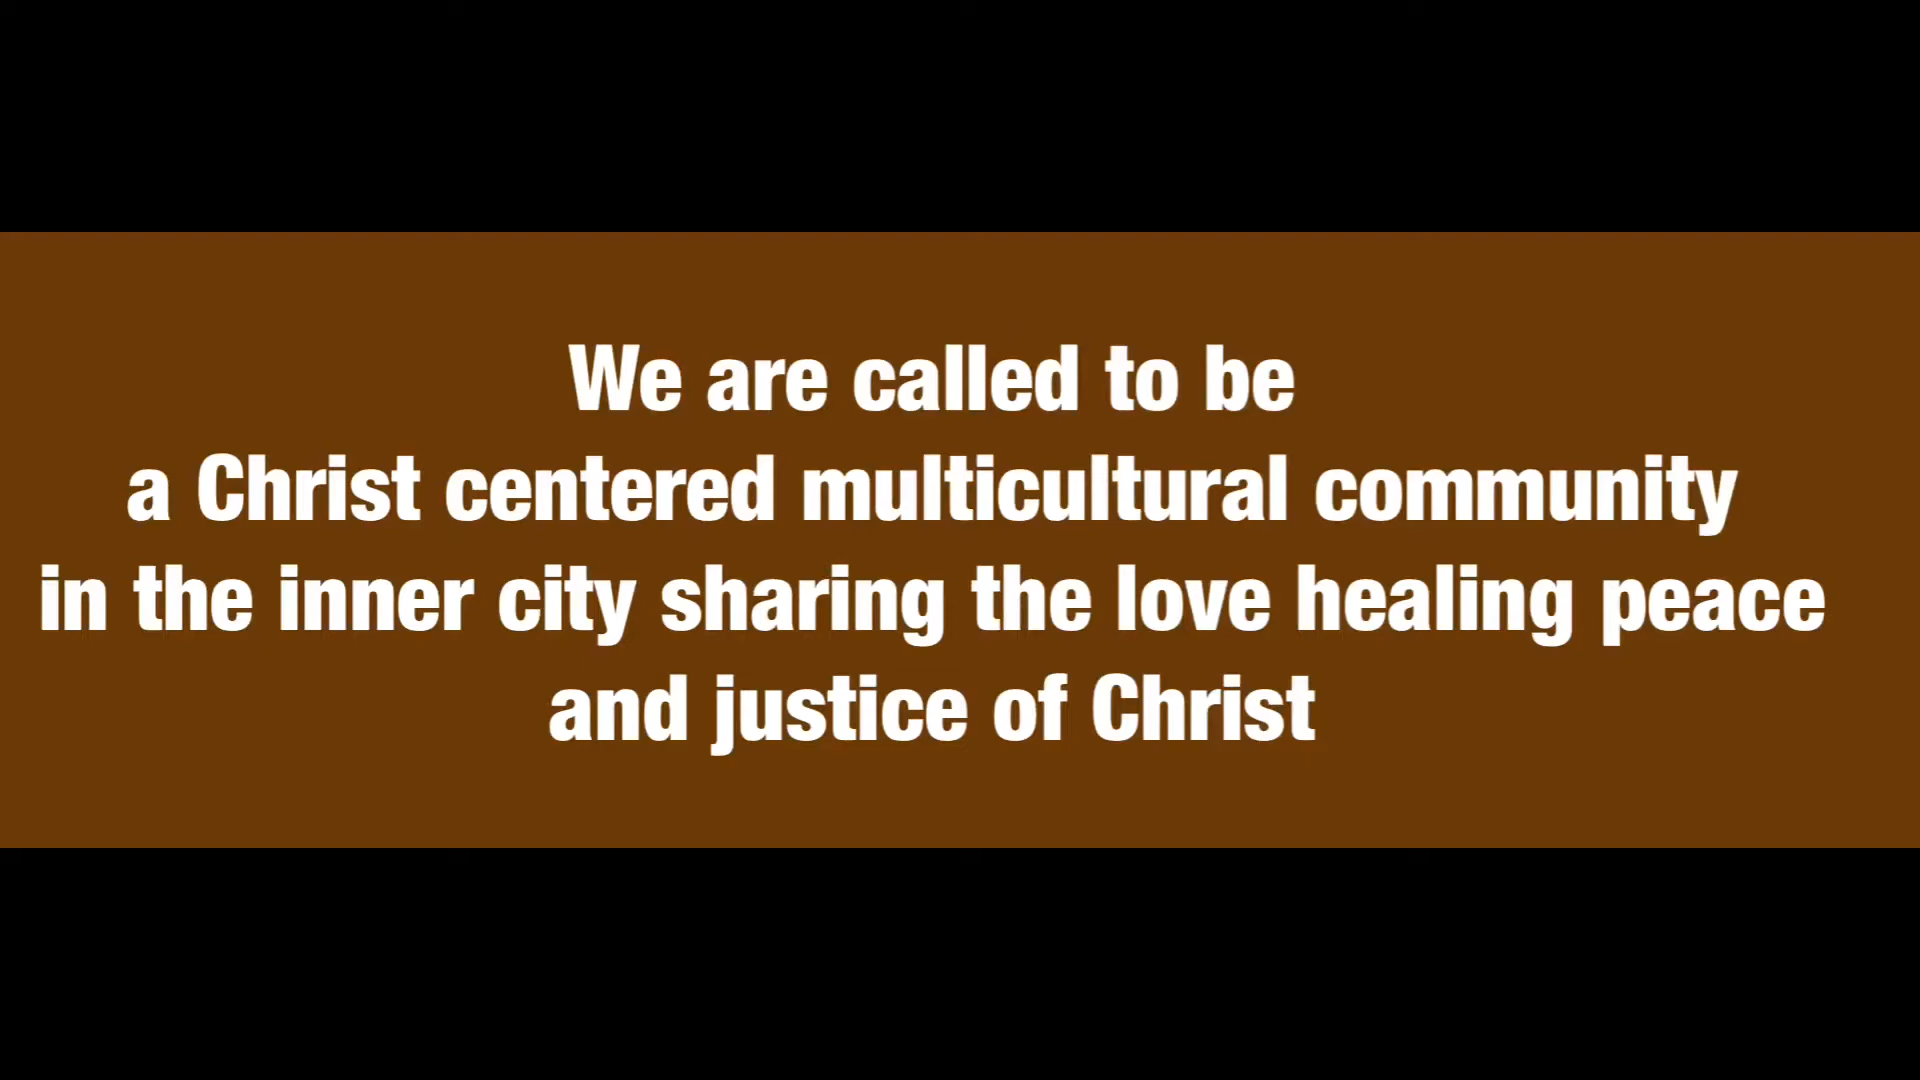 We are called to be
a Christ centered multicultural community
in the inner city sharing the love healing peace
and justice of Christ